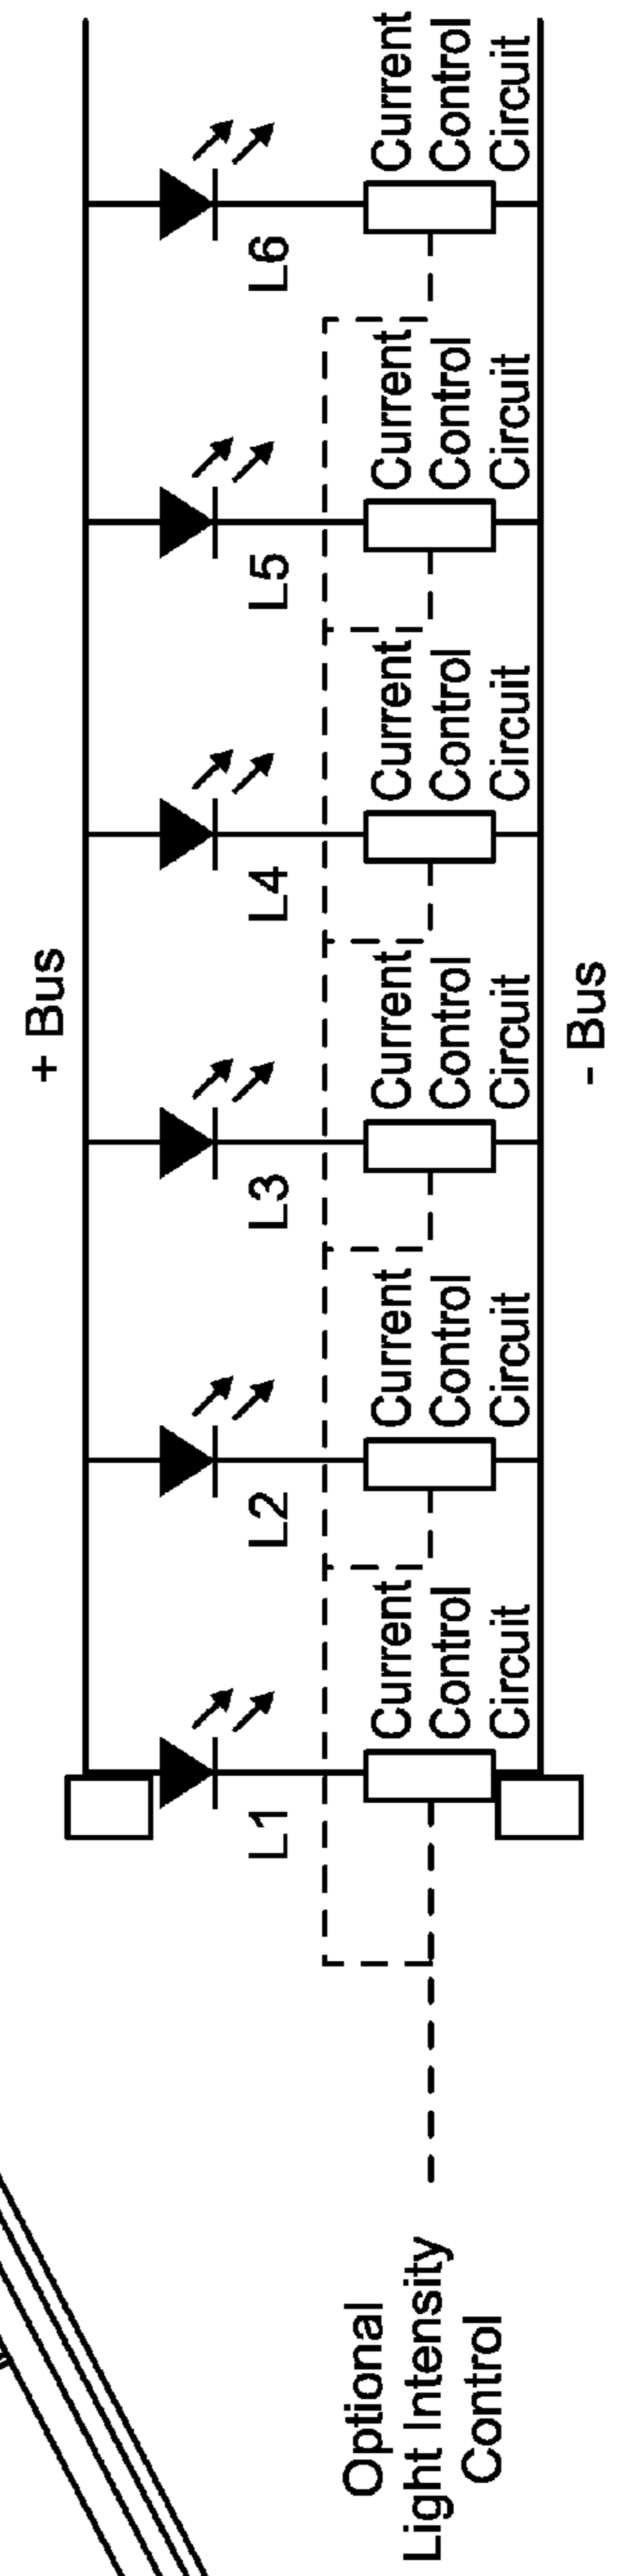 + Bus
L1
L2
L3
L4
L5
L6
Current
Control
Circuit
Current
Control
Circuit
Current
Control
Circuit
Current
Control
Circuit
Current
Control
Circuit
Current
Control
Circuit
Optional
Light Intensity
Control
- Bus